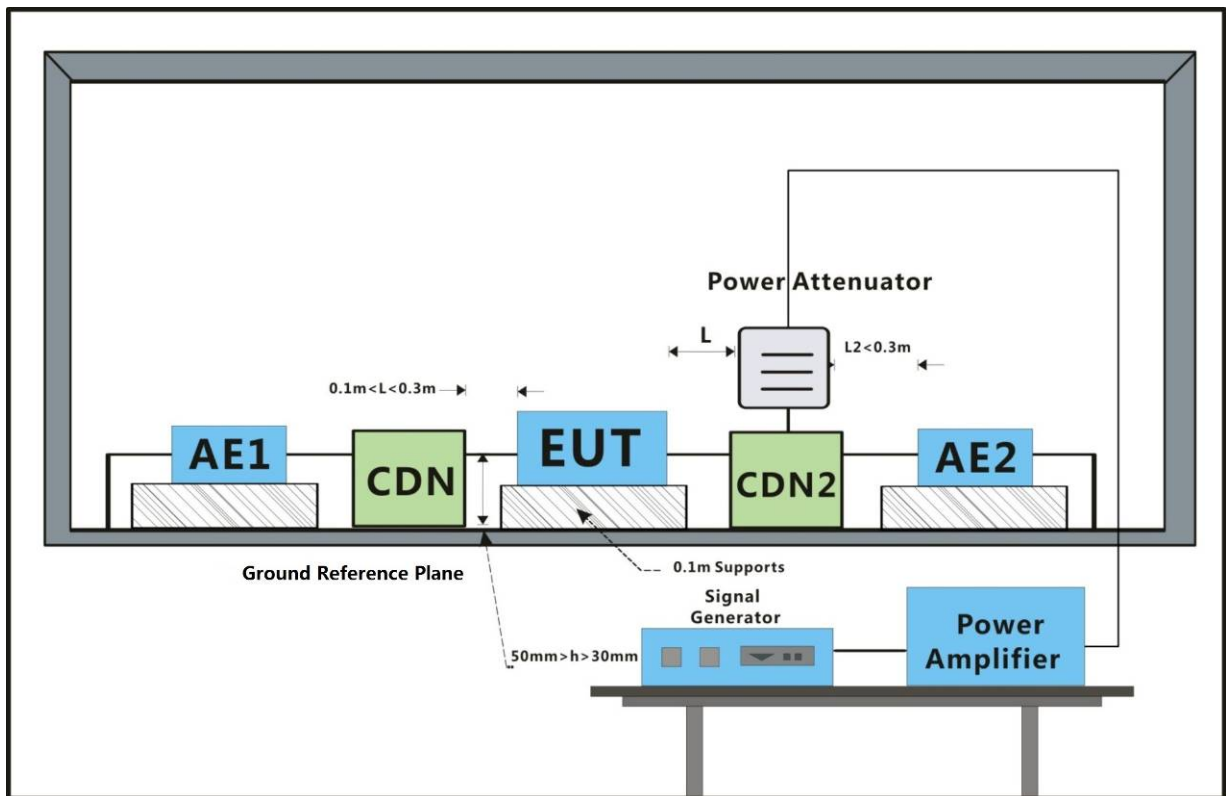 Power Attenuator
L
L2<0.3m
0.1m<L<0.3m
AE1
CDN
EUT
CDN2
AE2
Ground Reference Plane
0.1m Supports
Signal
Generator
50mm>h>30mm
Power
Amplifier